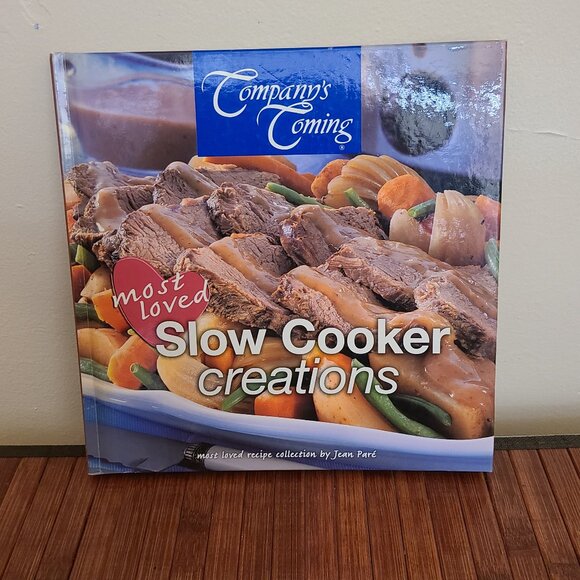 Company's
Coming®
most
loved
Slow Cooker
creations
most loved recipe collection by Jean Paré